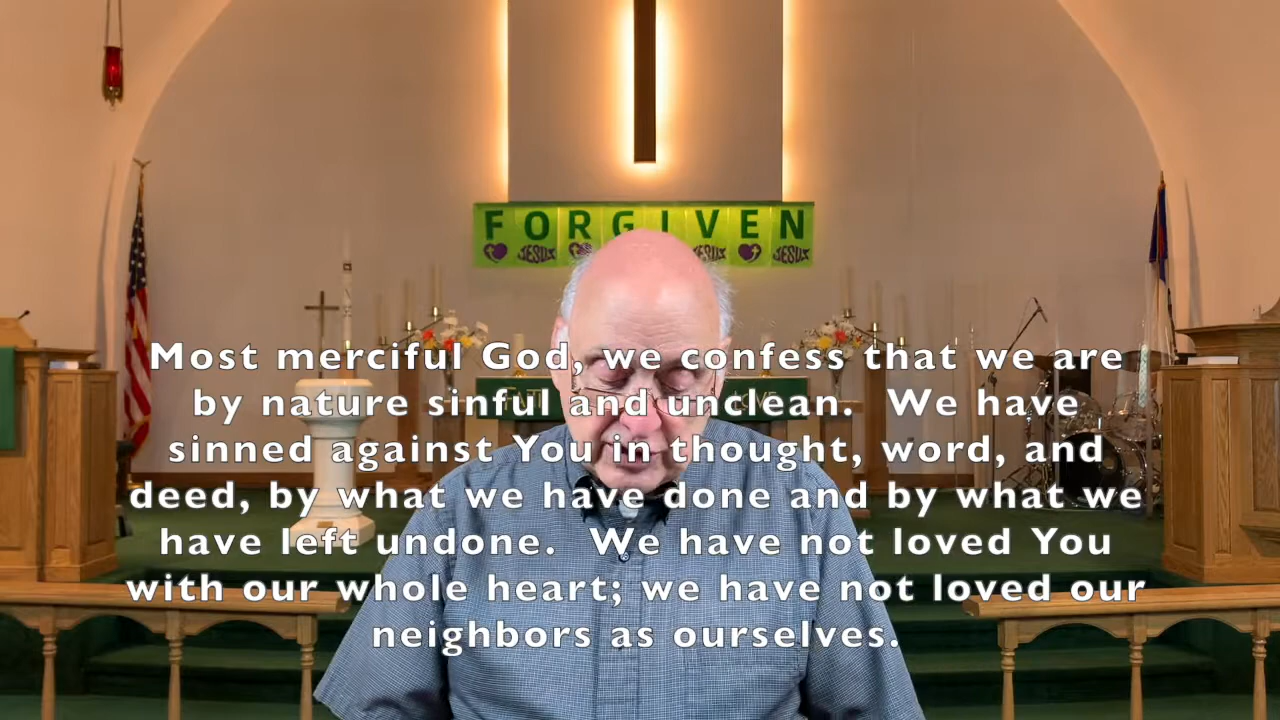 FORGIVEN
JESUS JESUS JESUS
Most merciful God, we confess that we are
by nature sinful and unclean.  We have
sinned against You in thought, word, and
deed, by what we have done and by what we
have left undone.  We have not loved You
with our whole heart; we have not loved our
neighbors as ourselves.